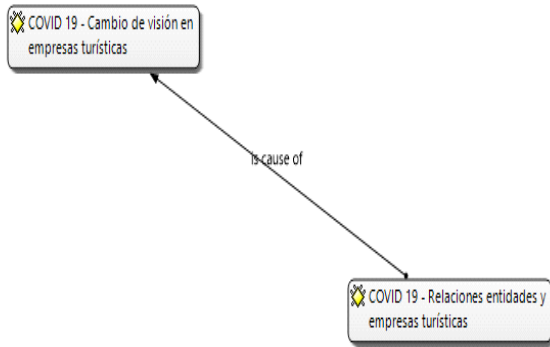 COVID 19 - Cambio de visión en
empresas turísticas
is cause of
COVID 19 - Relaciones entidades y
empresas turísticas